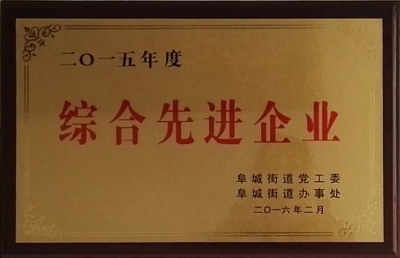 二〇一五年度
综合先进企业
阜城街道党工委
阜城街道办事处
二〇一六年二月